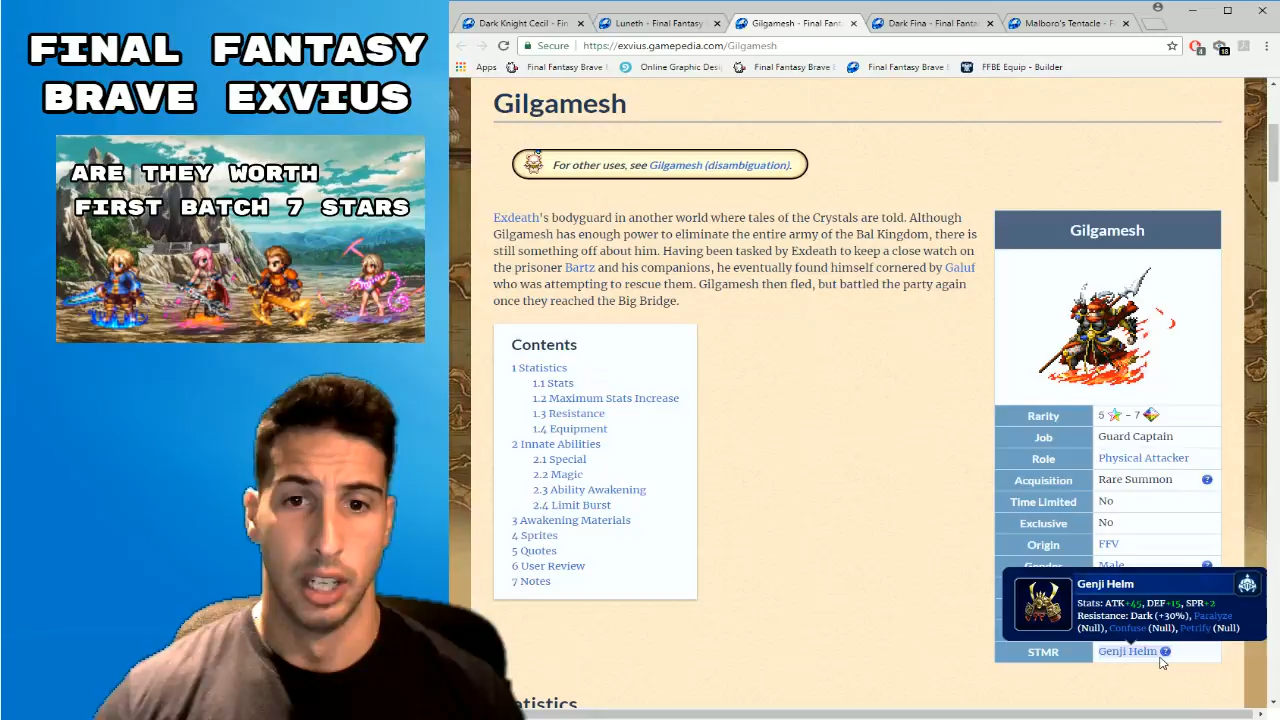 FINAL FANTASY
BRAVE EXVIUS
ARE THEY WORTH
FIRST BATCH 7 STARS
Dark Knight Cecil - Fin
Luneth - Final Fantasy
Gilgamesh - Final Fant
Dark Fina - Final Fanta
Malboro's Tentacle - F
Secure
https://exvius.gamepedia.com/Gilgamesh
Apps
Final Fantasy Brave
Online Graphic Desi
Final Fantasy Brave
Final Fantasy Brave
FFBE Equip - Builder
Gilgamesh
For other uses, see Gilgamesh (disambiguation).
Exdeath's bodyguard in another world where tales of the Crystals are told. Although
Gilgamesh has enough power to eliminate the entire army of the Bal Kingdom, there is
still something off about him. Having been tasked by Exdeath to keep a close watch on
the prisoner Bartz and his companions, he eventually found himself cornered by Galuf
who was attempting to rescue them. Gilgamesh then fled, but battled the party again
once they reached the Big Bridge.
Contents
1 Statistics
1.1 Stats
1.2 Maximum Stats Increase
1.3 Resistance
1.4 Equipment
2 Innate Abilities
2.1 Special
2.2 Magic
2.3 Ability Awakening
2.4 Limit Burst
3 Awakening Materials
4 Sprites
5 Quotes
6 User Review
7 Notes
Gilgamesh
Rarity 5 - 7
Job Guard Captain
Role Physical Attacker
Acquisition Rare Summon ?
Time Limited No
Exclusive No
Origin FFV
Gender Male ?
Genji Helm
Stats: ATK+45, DEF+15, SPR+2
Resistance: Dark (+30%), Paralyze
(Null), Confuse (Null), Petrify (Null)
STMR Genji Helm ?
tistics